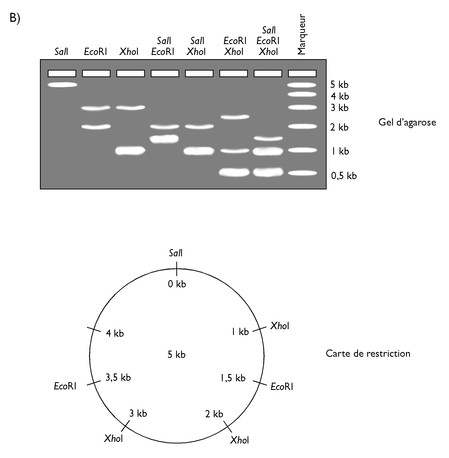 B)
SalI
EcoRI
XhoI
SalI
EcoRI
SalI
XhoI
EcoRI
XhoI
SalI
EcoRI
XhoI
Marqueur
5 kb
4 kb
3 kb
2 kb
1 kb
0,5 kb
Gel d'agarose
SalI
0 kb
XhoI
1 kb
4 kb
5 kb
Carte de restriction
EcoRI
3,5 kb
1,5 kb
EcoRI
3 kb
2 kb
XhoI
XhoI